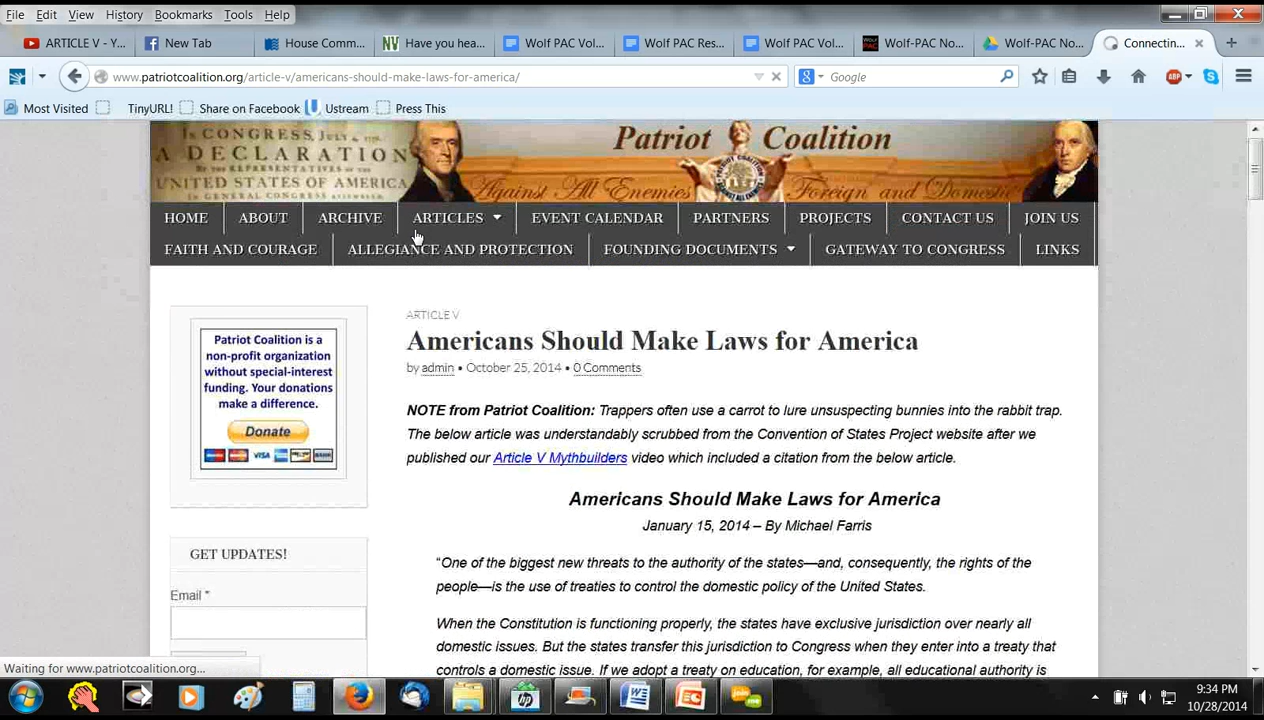 File Edit View History Bookmarks Tools Help
ARTICLE V - Y... New Tab House Comm... Have you hea... Wolf PAC Vol... Wolf PAC Res... Wolf PAC Vol... Wolf-PAC No... Wolf-PAC No... Connectin...
www.patriotcoalition.org/article-v/americans-should-make-laws-for-america/ Google
Most Visited TinyURL! Share on Facebook Ustream Press This
IN CONGRESS, JULY 4, 1776.
A DECLARATION
BY THE REPRESENTATIVES OF THE
UNITED STATES OF AMERICA
IN GENERAL CONGRESS ASSEMBLED
Patriot Coalition
Against All Enemies Foreign and Domestic
HOME ABOUT ARCHIVE ARTICLES EVENT CALENDAR PARTNERS PROJECTS CONTACT US JOIN US
FAITH AND COURAGE ALLEGIANCE AND PROTECTION FOUNDING DOCUMENTS GATEWAY TO CONGRESS LINKS
Patriot Coalition is a
non-profit organization
without special-interest
funding. Your donations
make a difference.
Donate
VISA
GET UPDATES!
Email *
ARTICLE V
Americans Should Make Laws for America
by admin • October 25, 2014 • 0 Comments
NOTE from Patriot Coalition: Trappers often use a carrot to lure unsuspecting bunnies into the rabbit trap.
The below article was understandably scrubbed from the Convention of States Project website after we
published our Article V Mythbuilders video which included a citation from the below article.
Americans Should Make Laws for America
January 15, 2014 – By Michael Farris
“One of the biggest new threats to the authority of the states—and, consequently, the rights of the
people—is the use of treaties to control the domestic policy of the United States.
When the Constitution is functioning properly, the states have exclusive jurisdiction over nearly all
domestic issues. But the states transfer this jurisdiction to Congress when they enter into a treaty that
controls a domestic issue. If we adopt a treaty on education, for example, all educational authority is
Waiting for www.patriotcoalition.org...
9:34 PM
10/28/2014